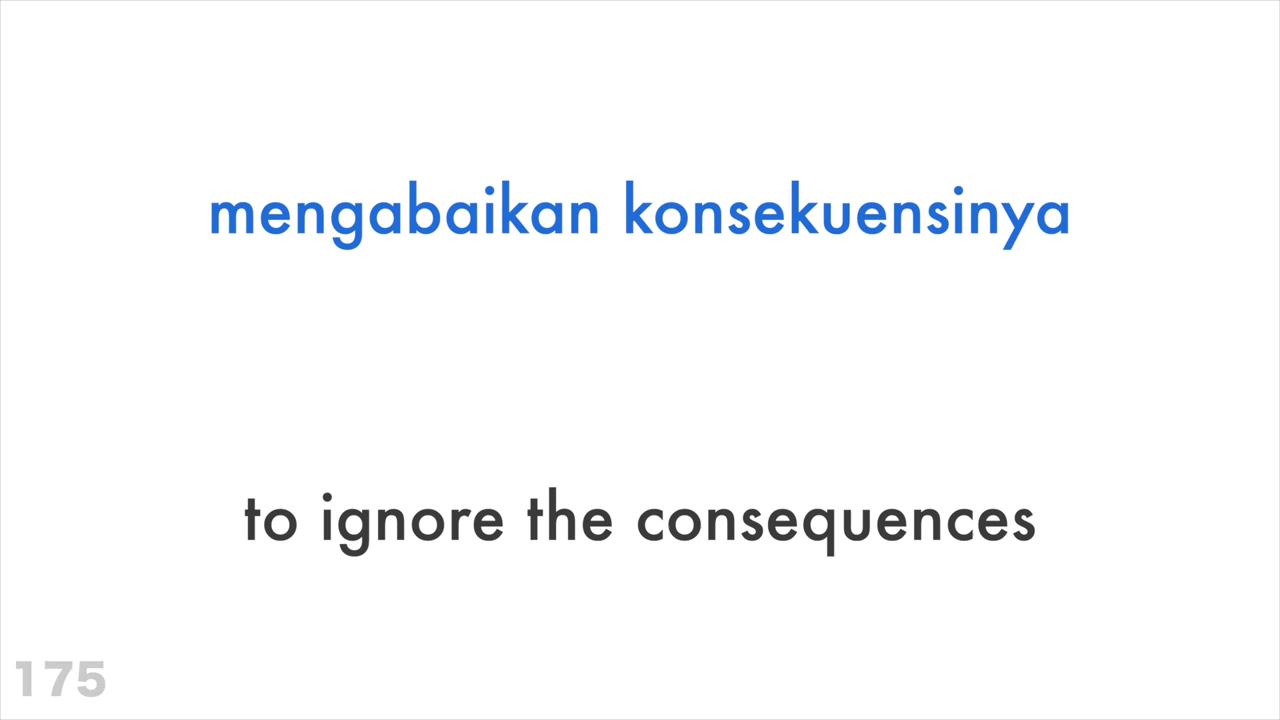 mengabaikan konsekuensinya
to ignore the consequences
175